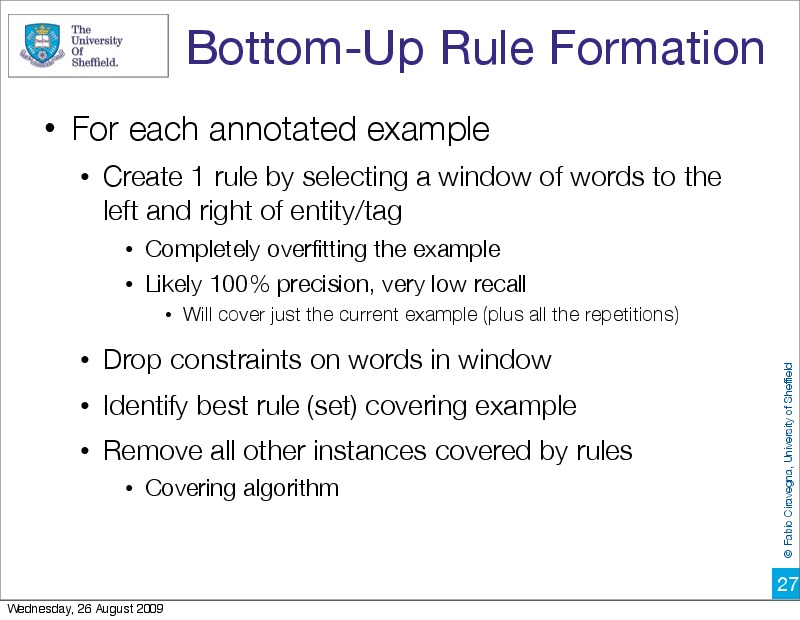 The
University
Of
Sheffield.
Bottom-Up Rule Formation
• For each annotated example
• Create 1 rule by selecting a window of words to the
left and right of entity/tag
• Completely overfitting the example
• Likely 100% precision, very low recall
• Will cover just the current example (plus all the repetitions)
• Drop constraints on words in window
• Identify best rule (set) covering example
• Remove all other instances covered by rules
• Covering algorithm
© Fabio Ciravegna, University of Sheffield
27
Wednesday, 26 August 2009